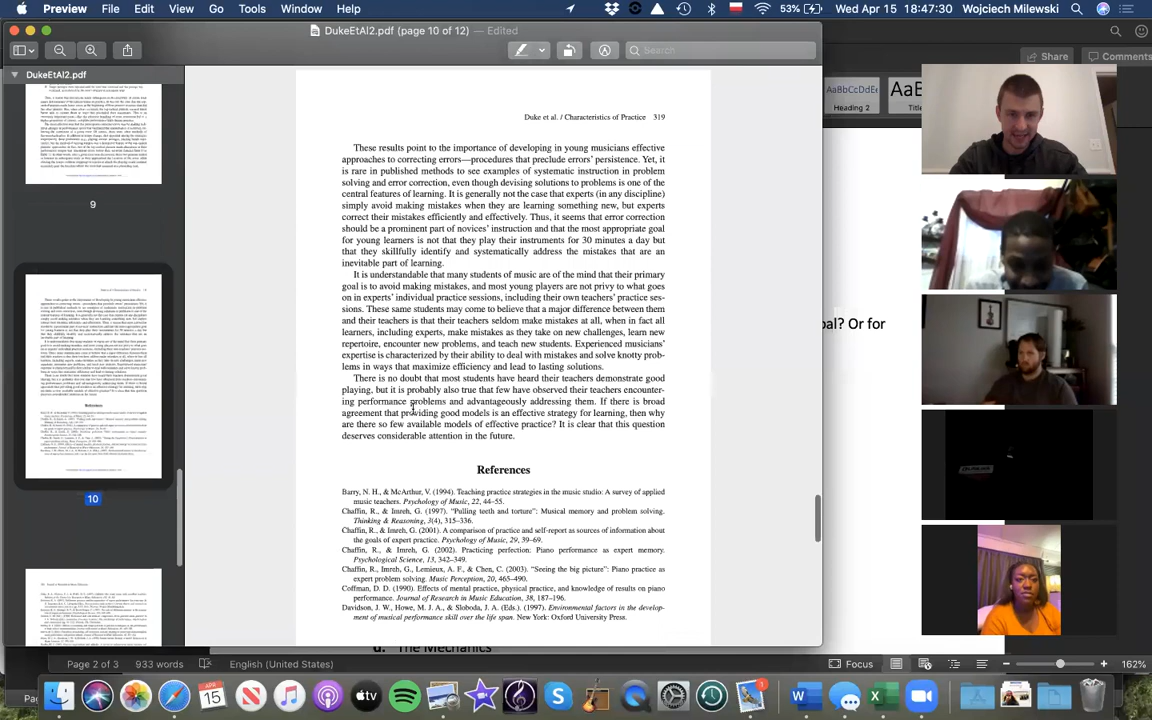 Preview File Edit View Go Tools Window Help 53% Wed Apr 15 18:47:30 Wojciech Milewski
DukeEtAl2.pdf (page 10 of 12) — Edited
Search
Share Comments
DukeEtAl2.pdf
AaBbCcDdEe
Heading 2
AaBb
Title
9
10
Duke et al. / Characteristics of Practice 319
These results point to the importance of developing in young musicians effective
approaches to correcting errors—procedures that preclude errors' persistence. Yet, it
is rare in published methods to see examples of systematic instruction in problem
solving and error correction, even though devising solutions to problems is one of the
central features of learning. It is generally not the case that experts (in any discipline)
simply avoid making mistakes when they are learning something new, but experts
correct their mistakes efficiently and effectively. Thus, it seems that error correction
should be a prominent part of novices' instruction and that the most appropriate goal
for young learners is not that they play their instruments for 30 minutes a day but
that they skillfully identify and systematically address the mistakes that are an
inevitable part of learning.
It is understandable that many students of music are of the mind that their primary
goal is to avoid making mistakes, and most young players are not privy to what goes
on in experts' individual practice sessions, including their own teachers' practice ses-
sions. These same students may come to believe that a major difference between them
and their teachers is that their teachers seldom make mistakes at all, when in fact all
learners, including experts, make mistakes as they take on new challenges, learn new
repertoire, encounter new problems, and teach new students. Experienced musicians'
expertise is characterized by their ability to deal with mistakes and solve knotty prob-
lems in ways that maximize efficiency and lead to lasting solutions.
There is no doubt that most students have heard their teachers demonstrate good
playing, but it is probably also true that few have observed their teachers encounter-
ing performance problems and advantageously addressing them. If there is broad
agreement that providing good models is an effective strategy for learning, then why
are there so few available models of effective practice? It is clear that this question
deserves considerable attention in the future.
References
Barry, N. H., & McArthur, V. (1994). Teaching practice strategies in the music studio: A survey of applied
music teachers. Psychology of Music, 22, 44–55.
Chaffin, R., & Imreh, G. (1997). "Pulling teeth and torture": Musical memory and problem solving.
Thinking & Reasoning, 3(4), 315–336.
Chaffin, R., & Imreh, G. (2001). A comparison of practice and self-report as sources of information about
the goals of expert practice. Psychology of Music, 29, 39–69.
Chaffin, R., & Imreh, G. (2002). Practicing perfection: Piano performance as expert memory.
Psychological Science, 13, 342–349.
Chaffin, R., Imreh, G., Lemieux, A. F., & Chen, C. (2003). "Seeing the big picture": Piano practice as
expert problem solving. Music Perception, 20, 465–490.
Coffman, D. D. (1990). Effects of mental practice, physical practice, and knowledge of results on piano
performance. Journal of Research in Music Education, 38, 187–196.
Davidson, J. W., Howe, M. J. A., & Sloboda, J. A. (Eds.). (1997). Environmental factors in the develop-
ment of musical performance skill over the life span. New York: Oxford University Press.
oal? Or for
d. The Mechanics
Page 2 of 3 933 words English (United States) Focus 162%
APR
15
tv
1